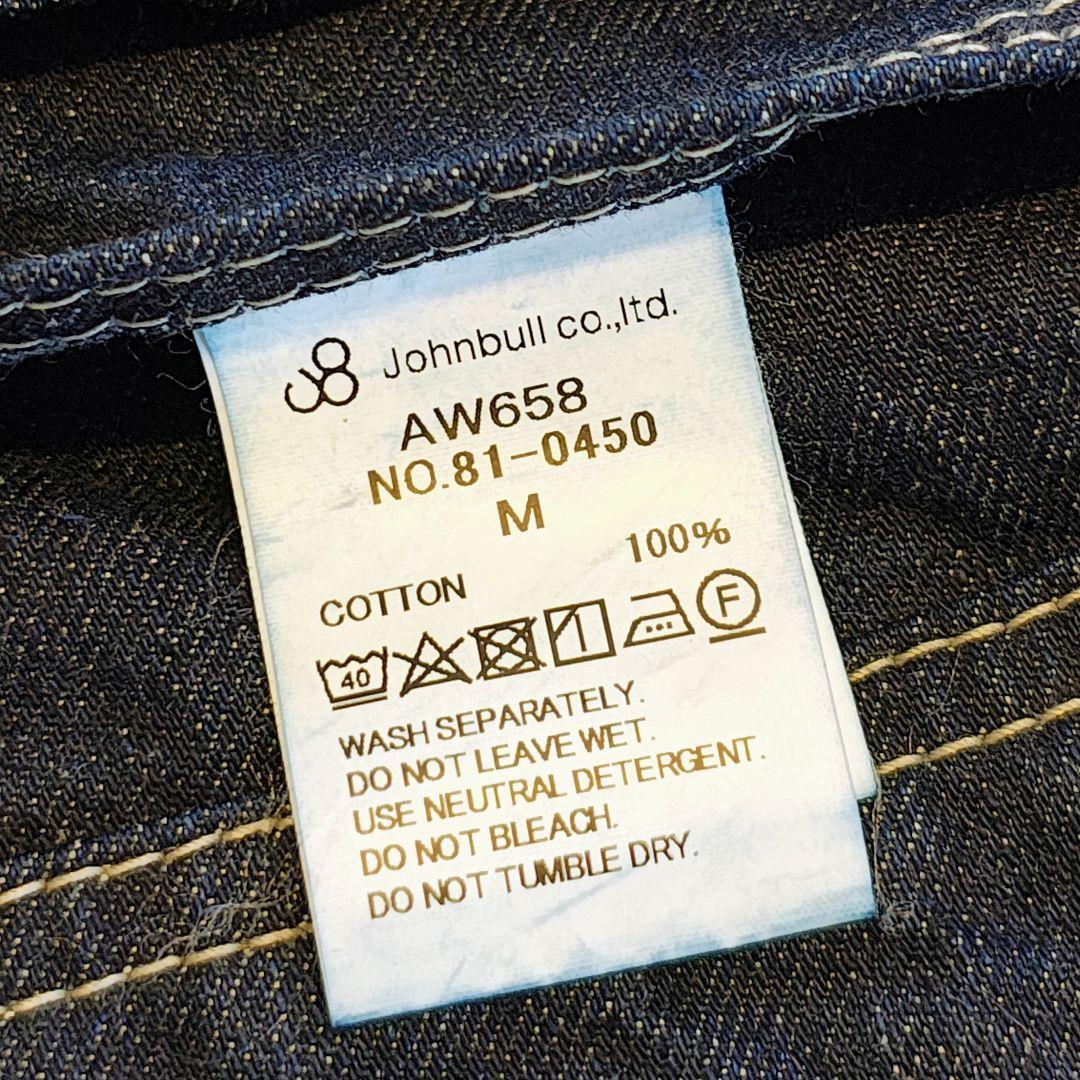 Johnbull co.,ltd.
AW658
NO.81-0450
M
100%
COTTON
40 F
WASH SEPARATELY.
DO NOT LEAVE WET.
USE NEUTRAL DETERGENT.
DO NOT BLEACH.
DO NOT TUMBLE DRY.